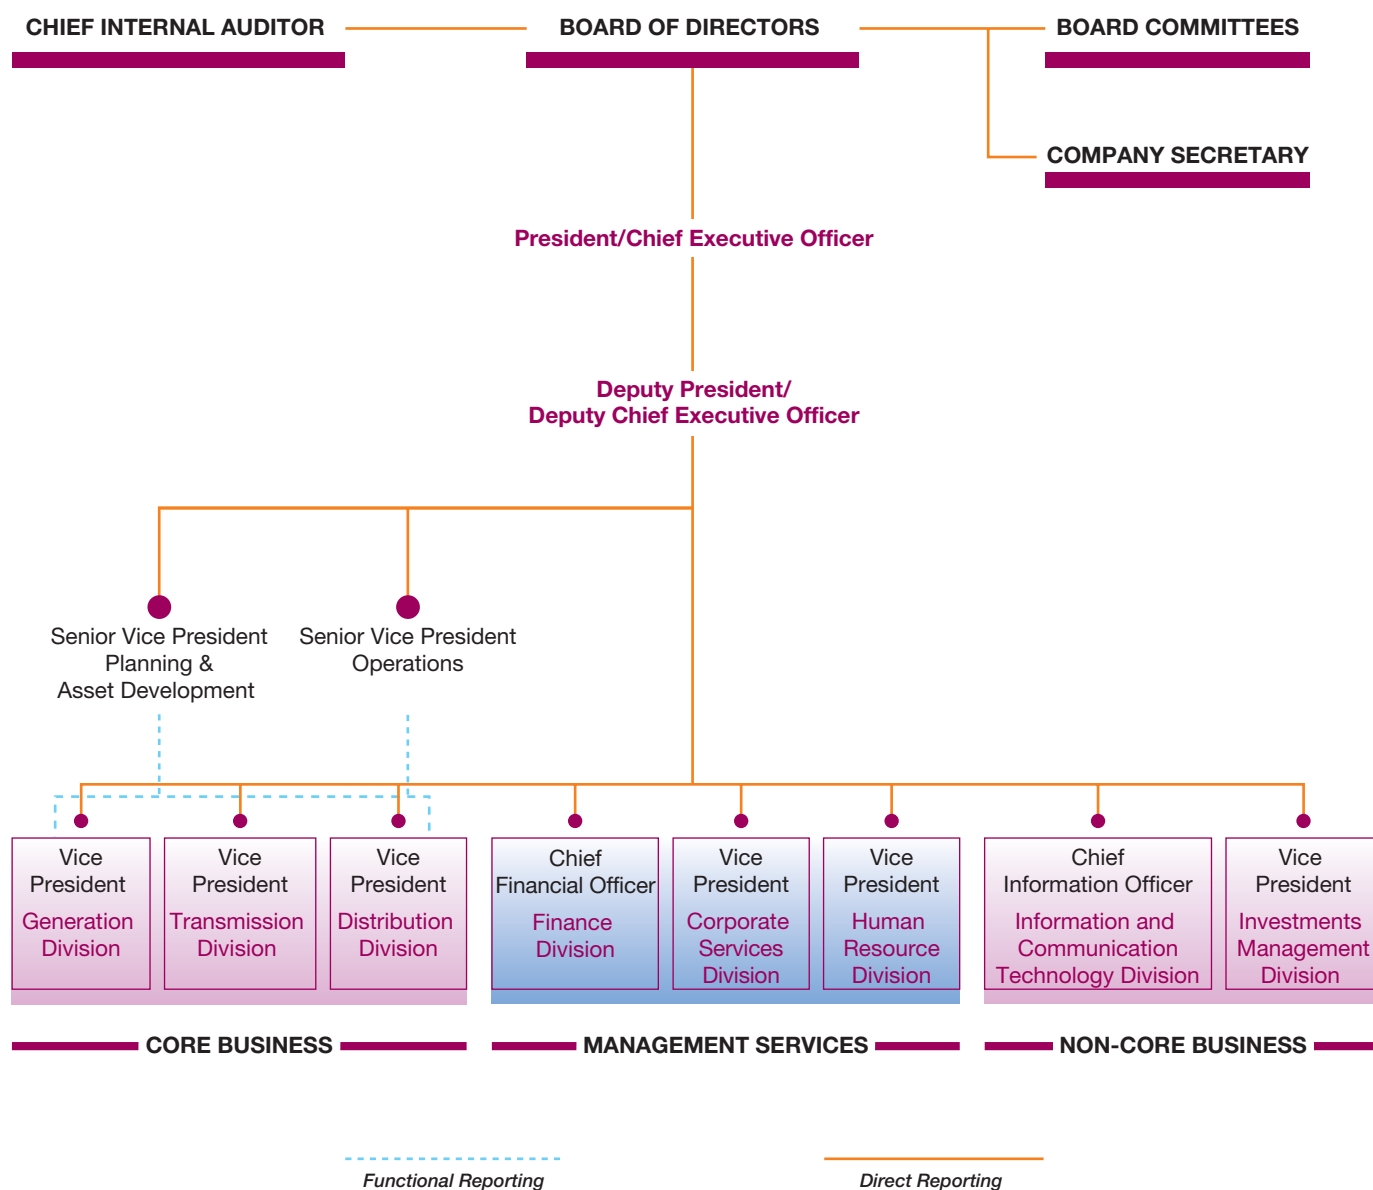 CHIEF INTERNAL AUDITOR
BOARD OF DIRECTORS
BOARD COMMITTEES
COMPANY SECRETARY
President/Chief Executive Officer
Deputy President/
Deputy Chief Executive Officer
Senior Vice President
Planning &
Asset Development
Senior Vice President
Operations
Vice
President
Generation
Division
Vice
President
Transmission
Division
Vice
President
Distribution
Division
Chief
Financial Officer
Finance
Division
Vice
President
Corporate
Services
Division
Vice
President
Human
Resource
Division
Chief
Information Officer
Information and
Communication
Technology Division
Vice
President
Investments
Management
Division
CORE BUSINESS
MANAGEMENT SERVICES
NON-CORE BUSINESS
Functional Reporting
Direct Reporting